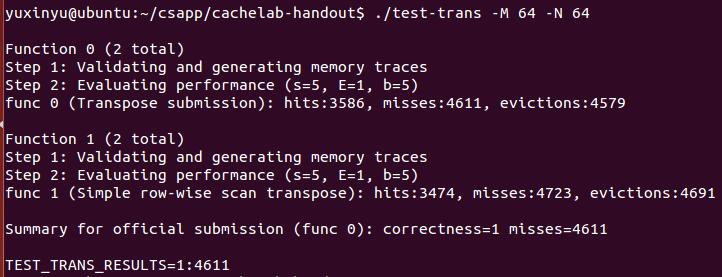 yuxinyu@ubuntu:~/csapp/cachelab-handout$ ./test-trans -M 64 -N 64
Function 0 (2 total)
Step 1: Validating and generating memory traces
Step 2: Evaluating performance (s=5, E=1, b=5)
func 0 (Transpose submission): hits:3586, misses:4611, evictions:4579
Function 1 (2 total)
Step 1: Validating and generating memory traces
Step 2: Evaluating performance (s=5, E=1, b=5)
func 1 (Simple row-wise scan transpose): hits:3474, misses:4723, evictions:4691
Summary for official submission (func 0): correctness=1 misses=4611
TEST_TRANS_RESULTS=1:4611